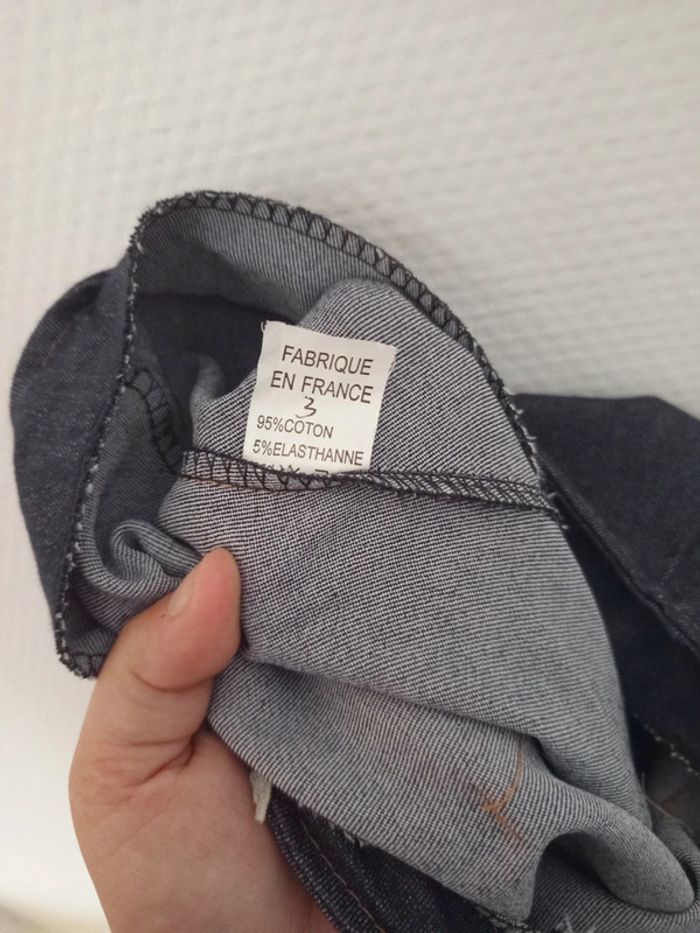 FABRIQUE
EN FRANCE
3
95%COTON
5%ELASTHANNE